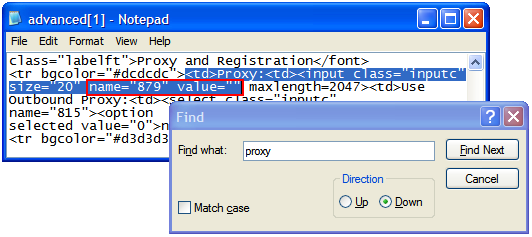 advanced[1] - Notepad
File Edit Format View Help
class="labelft">Proxy and Registration</font>
<tr bgcolor="#dcdcdc"><td>Proxy:<td><input class="inputc"
size="20" name="879" value="" maxlength=2047><td>Use
Outbound Proxy:<td><select class="inputc"
name="815"><option
selected value="0">n
<tr bgcolor="#d3d3d3
Find
Find what: proxy
Find Next
Cancel
Direction
Match case
Up Down